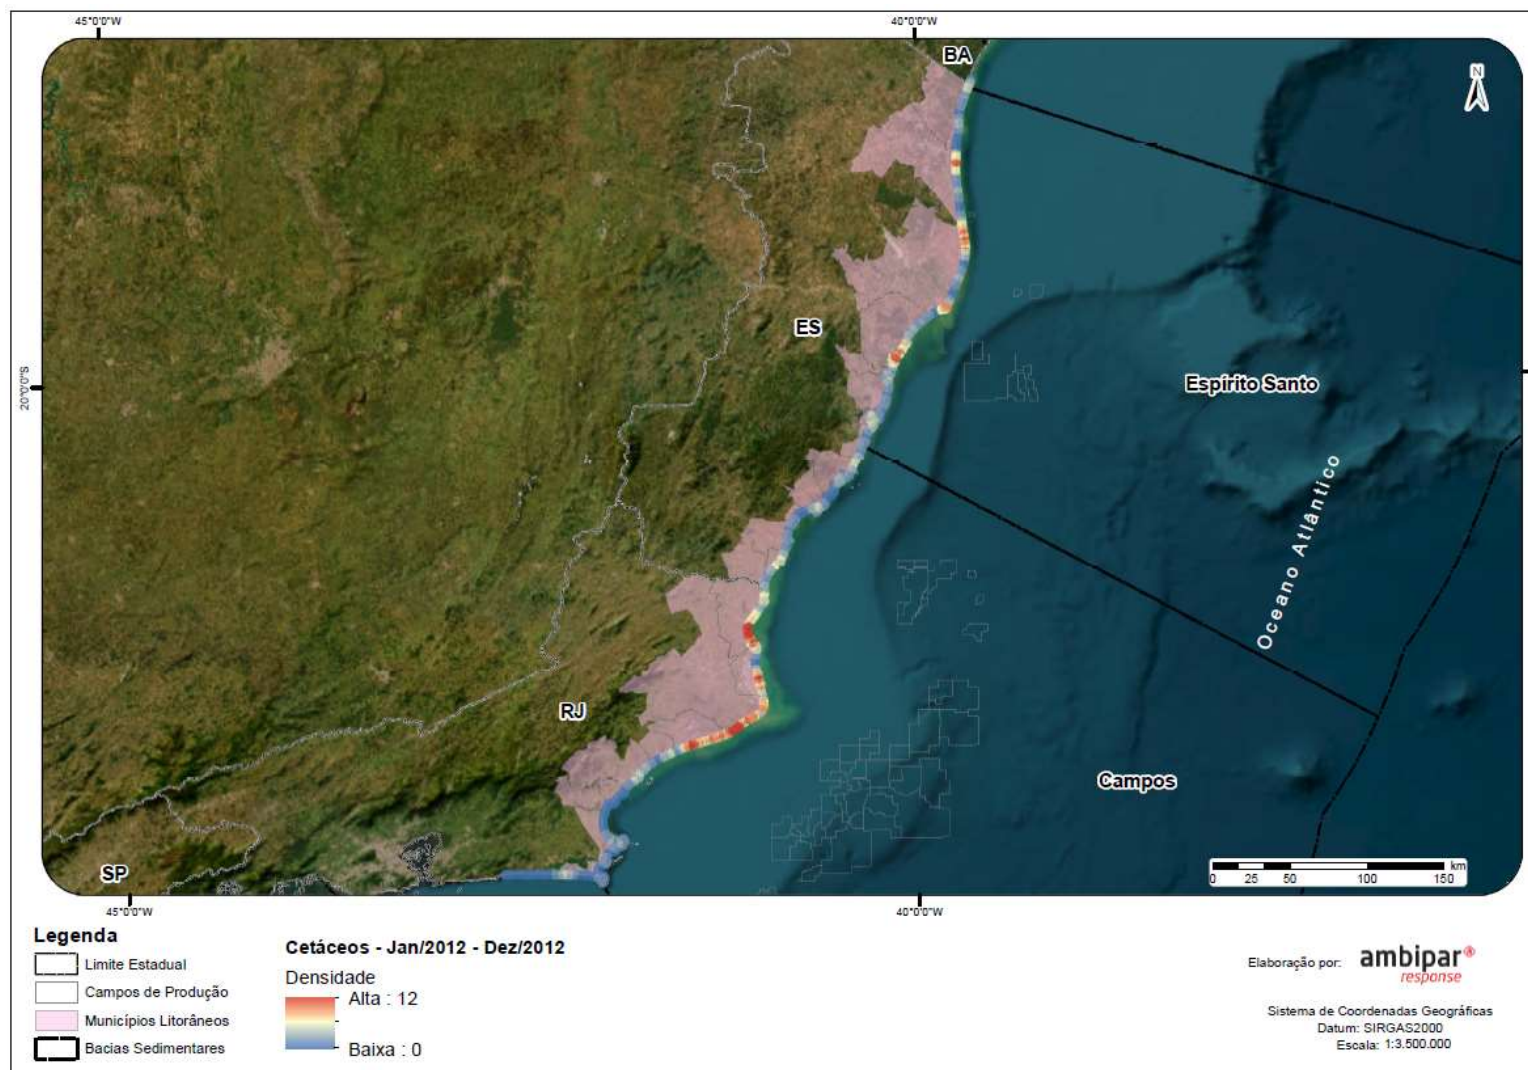 45°0'0"W
40°0'0"W
BA
N
ES
20°0'0"S
Espírito Santo
Oceano Atlântico
RJ
Campos
SP
km
0 25 50 100 150
45°0'0"W
40°0'0"W
Legenda
Limite Estadual
Campos de Produção
Municípios Litorâneos
Bacias Sedimentares
Cetáceos - Jan/2012 - Dez/2012
Densidade
Alta : 12
Baixa : 0
Elaboração por:
ambipar
response
Sistema de Coordenadas Geográficas
Datum: SIRGAS2000
Escala: 1:3.500.000